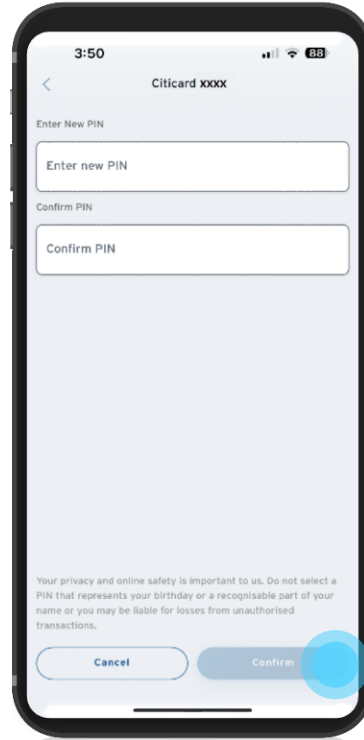 3:50 88
Citicard xxxx
Enter New PIN
Enter new PIN
Confirm PIN
Confirm PIN
Your privacy and online safety is important to us. Do not select a
PIN that represents your birthday or a recognisable part of your
name or you may be liable for losses from unauthorised
transactions.
Cancel Confirm